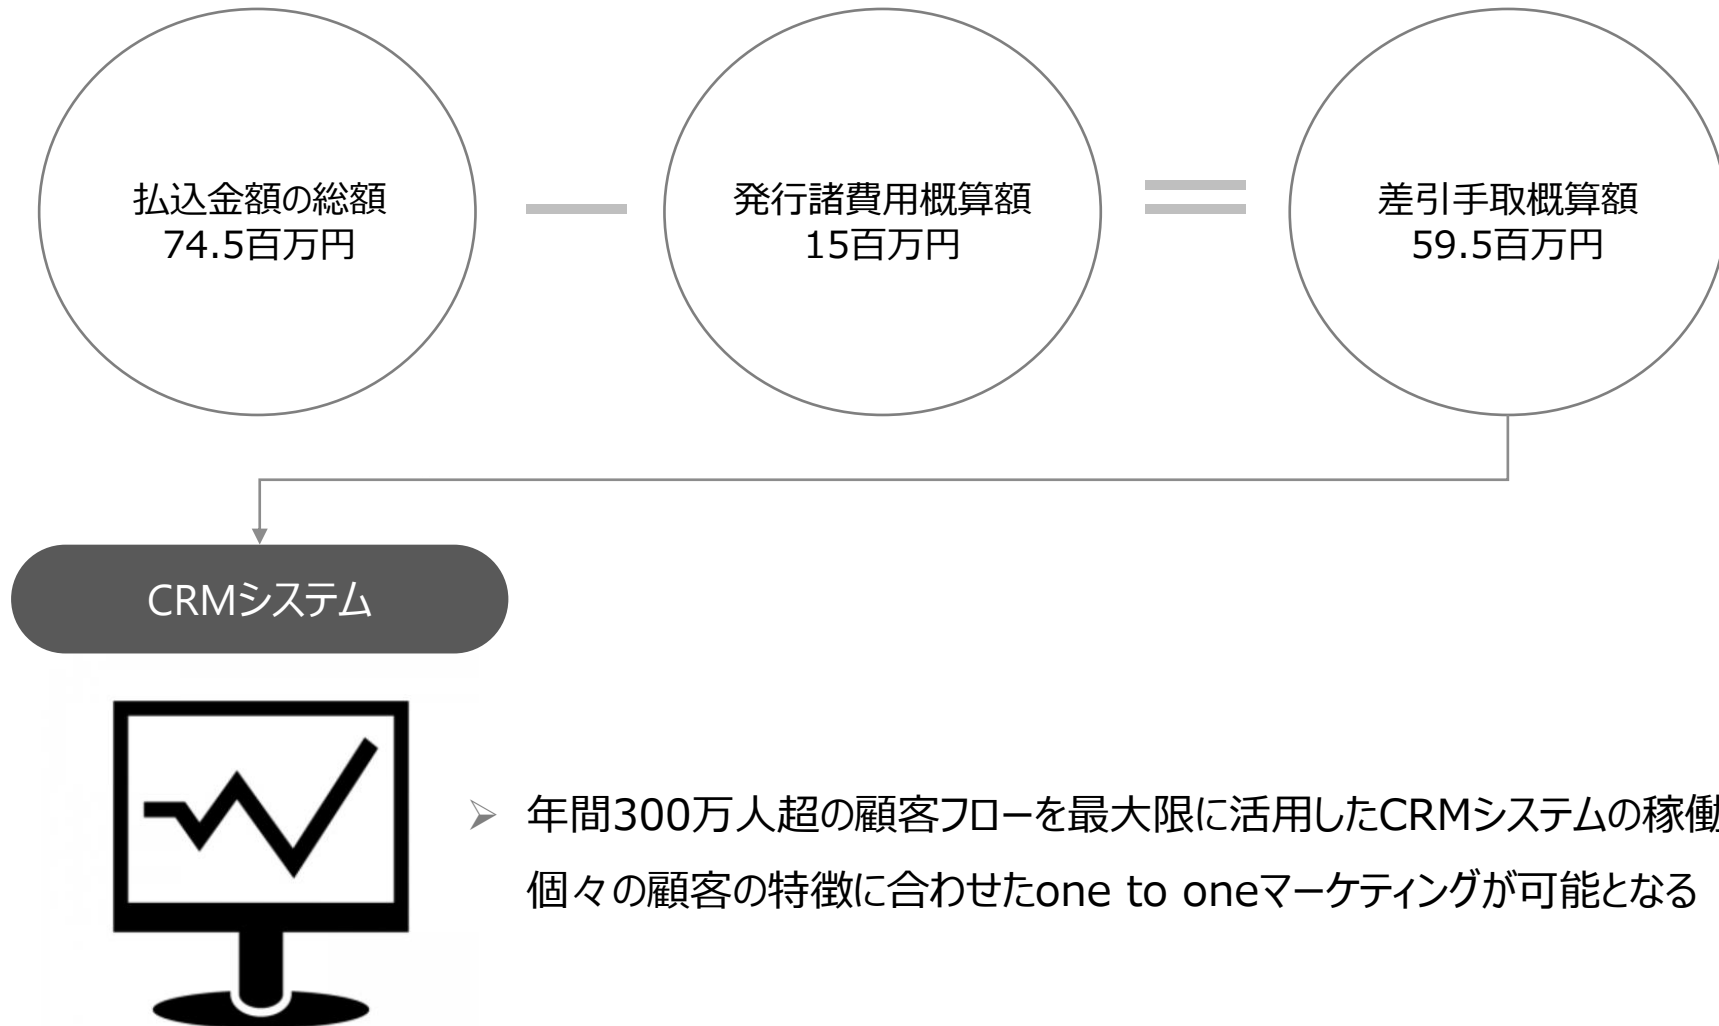 払込金額の総額
74.5百万円
発行諸費用概算額
15百万円
差引手取概算額
59.5百万円
CRMシステム
年間300万人超の顧客フローを最大限に活用したCRMシステムの稼働
個々の顧客の特徴に合わせたone to oneマーケティングが可能となる